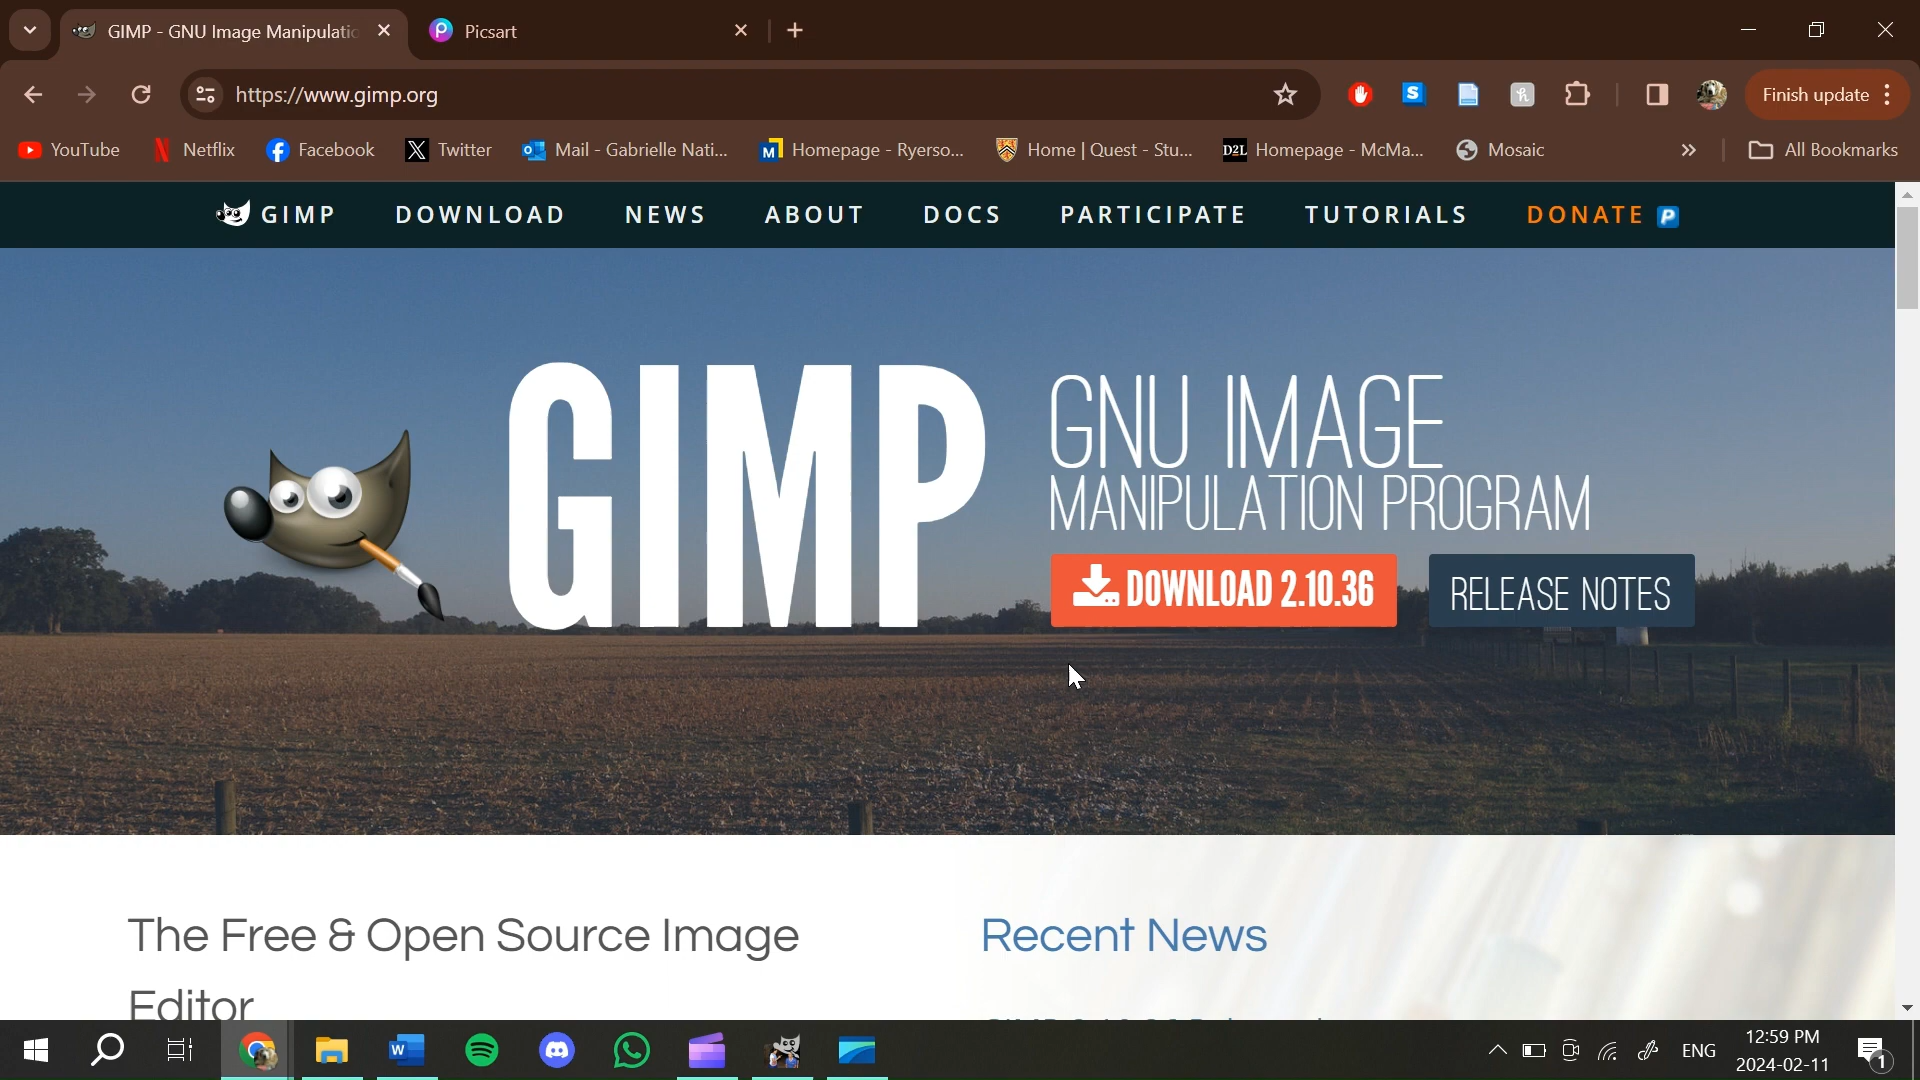 GIMP - GNU Image Manipulatio
Picsart
https://www.gimp.org
Finish update
YouTube
Netflix
Facebook
Twitter
Mail - Gabrielle Nati...
Homepage - Ryerso...
Home | Quest - Stu...
D2L
Homepage - McMa...
Mosaic
All Bookmarks
GIMP
DOWNLOAD
NEWS
ABOUT
DOCS
PARTICIPATE
TUTORIALS
DONATE
GIMP
GNU IMAGE
MANIPULATION PROGRAM
DOWNLOAD 2.10.36
RELEASE NOTES
The Free & Open Source Image
Editor
Recent News
ENG
12:59 PM
2024-02-11
1